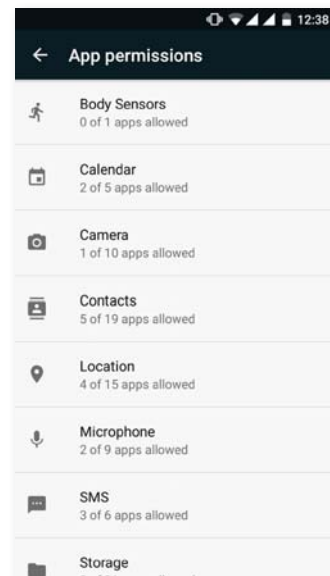 12:38
App permissions
Body Sensors
0 of 1 apps allowed
Calendar
2 of 5 apps allowed
Camera
1 of 10 apps allowed
Contacts
5 of 19 apps allowed
Location
4 of 15 apps allowed
Microphone
2 of 9 apps allowed
SMS
3 of 6 apps allowed
Storage